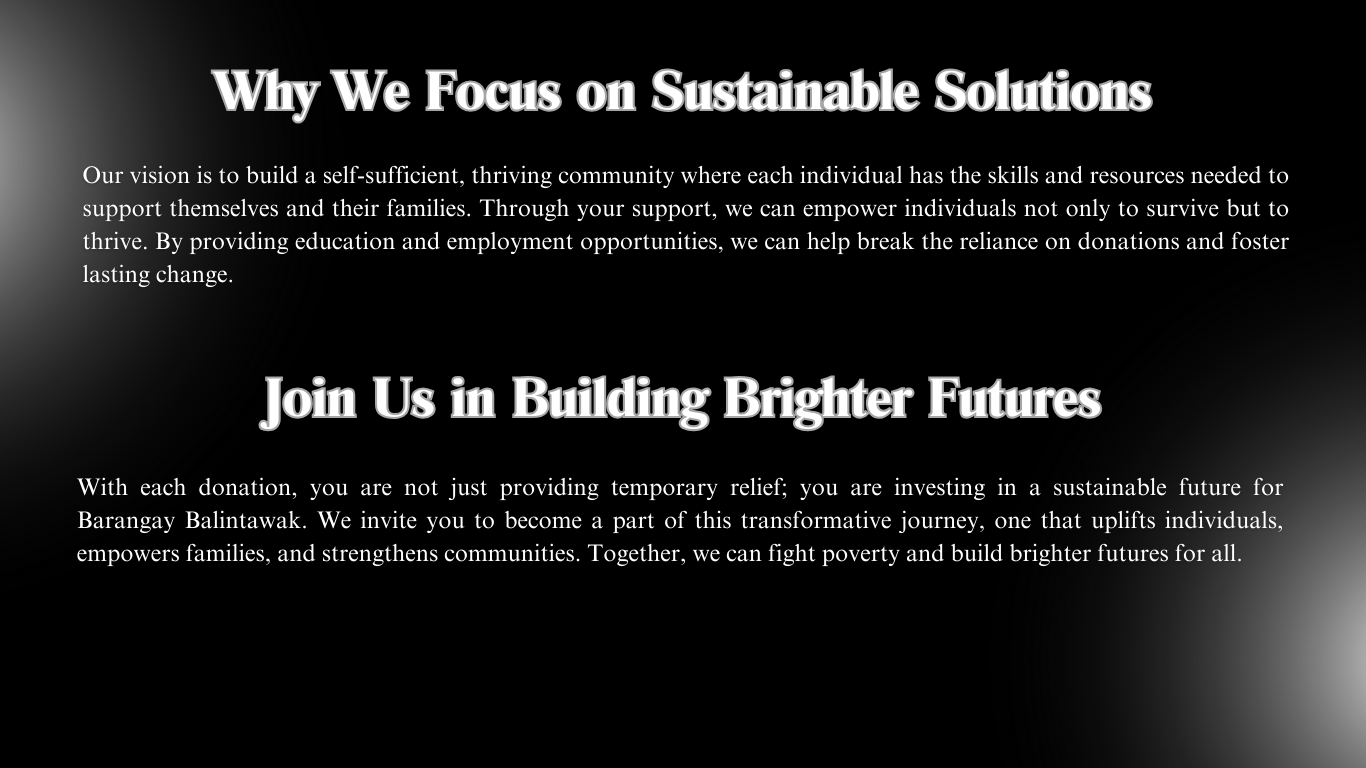 Why We Focus on Sustainable Solutions
Our vision is to build a self-sufficient, thriving community where each individual has the skills and resources needed to
support themselves and their families. Through your support, we can empower individuals not only to survive but to
thrive. By providing education and employment opportunities, we can help break the reliance on donations and foster
lasting change.
Join Us in Building Brighter Futures
With each donation, you are not just providing temporary relief; you are investing in a sustainable future for
Barangay Balintawak. We invite you to become a part of this transformative journey, one that uplifts individuals,
empowers families, and strengthens communities. Together, we can fight poverty and build brighter futures for all.